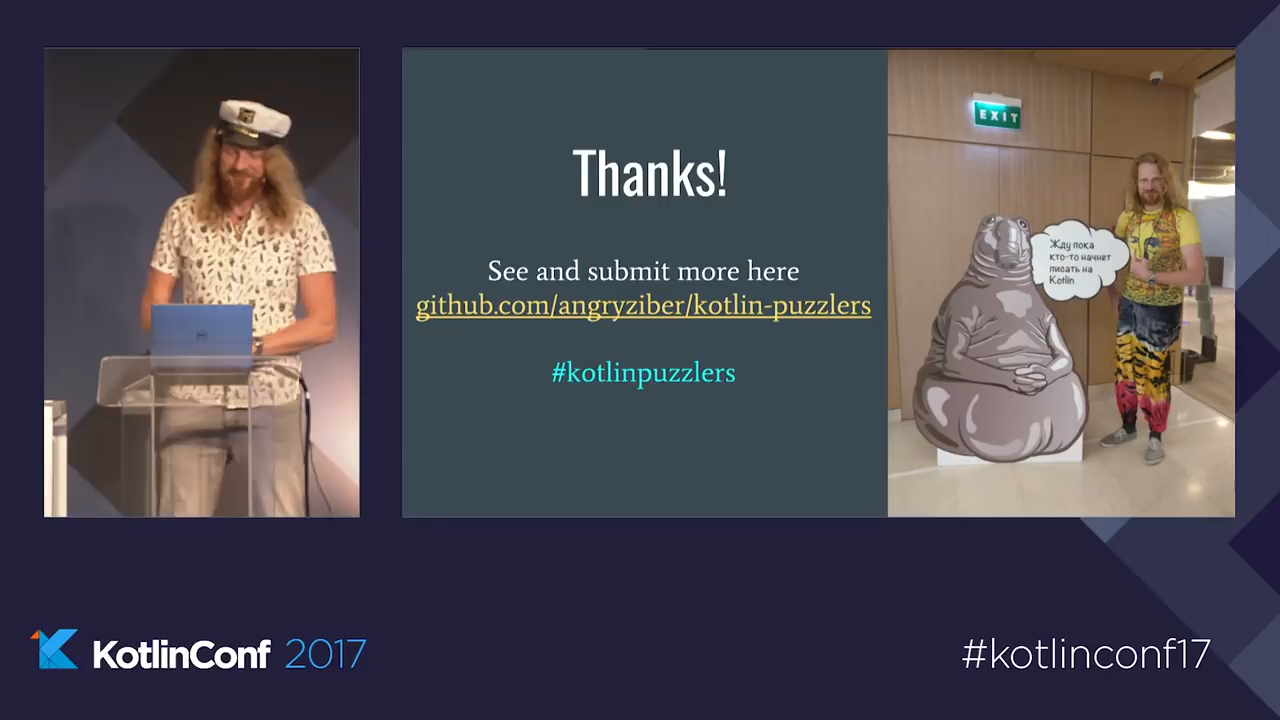 Thanks!
See and submit more here
github.com/angryziber/kotlin-puzzlers
#kotlinpuzzlers
EXIT
Жду пока
кто-то начнет
писать на
Kotlin
KotlinConf 2017
#kotlinconf17